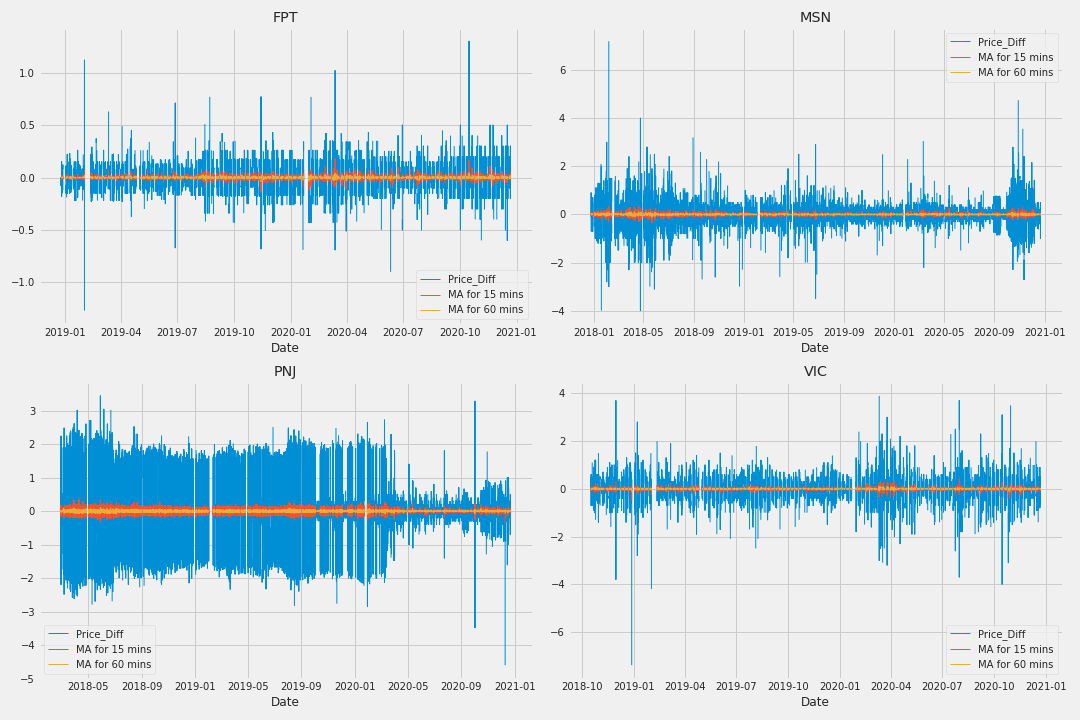 FPT
1.0
0.5
0.0
−0.5
−1.0
Price_Diff
MA for 15 mins
MA for 60 mins
2019-01 2019-04 2019-07 2019-10 2020-01 2020-04 2020-07 2020-10 2021-01
Date
MSN
Price_Diff
MA for 15 mins
MA for 60 mins
6
4
2
0
−2
−4
2018-01 2018-05 2018-09 2019-01 2019-05 2019-09 2020-01 2020-05 2020-09 2021-01
Date
PNJ
3
2
1
0
−1
−2
−3
−4
−5
Price_Diff
MA for 15 mins
MA for 60 mins
2018-05 2018-09 2019-01 2019-05 2019-09 2020-01 2020-05 2020-09 2021-01
Date
VIC
4
2
0
−2
−4
−6
Price_Diff
MA for 15 mins
MA for 60 mins
2018-10 2019-01 2019-04 2019-07 2019-10 2020-01 2020-04 2020-07 2020-10 2021-01
Date